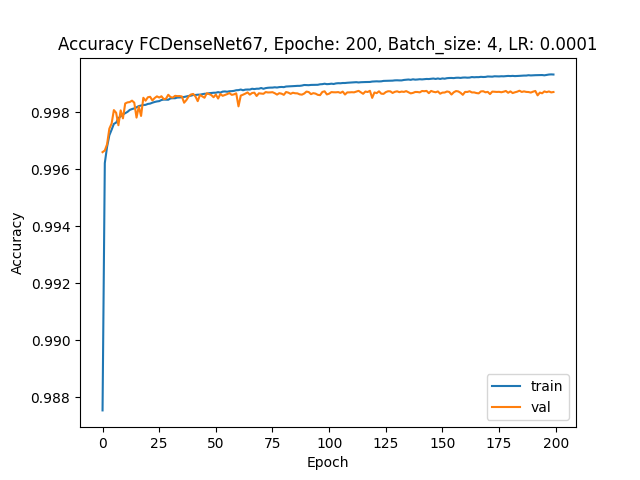 Accuracy FCDenseNet67, Epoche: 200, Batch_size: 4, LR: 0.0001
Accuracy
0.998
0.996
0.994
0.992
0.990
0.988
train
val
0 25 50 75 100 125 150 175 200
Epoch